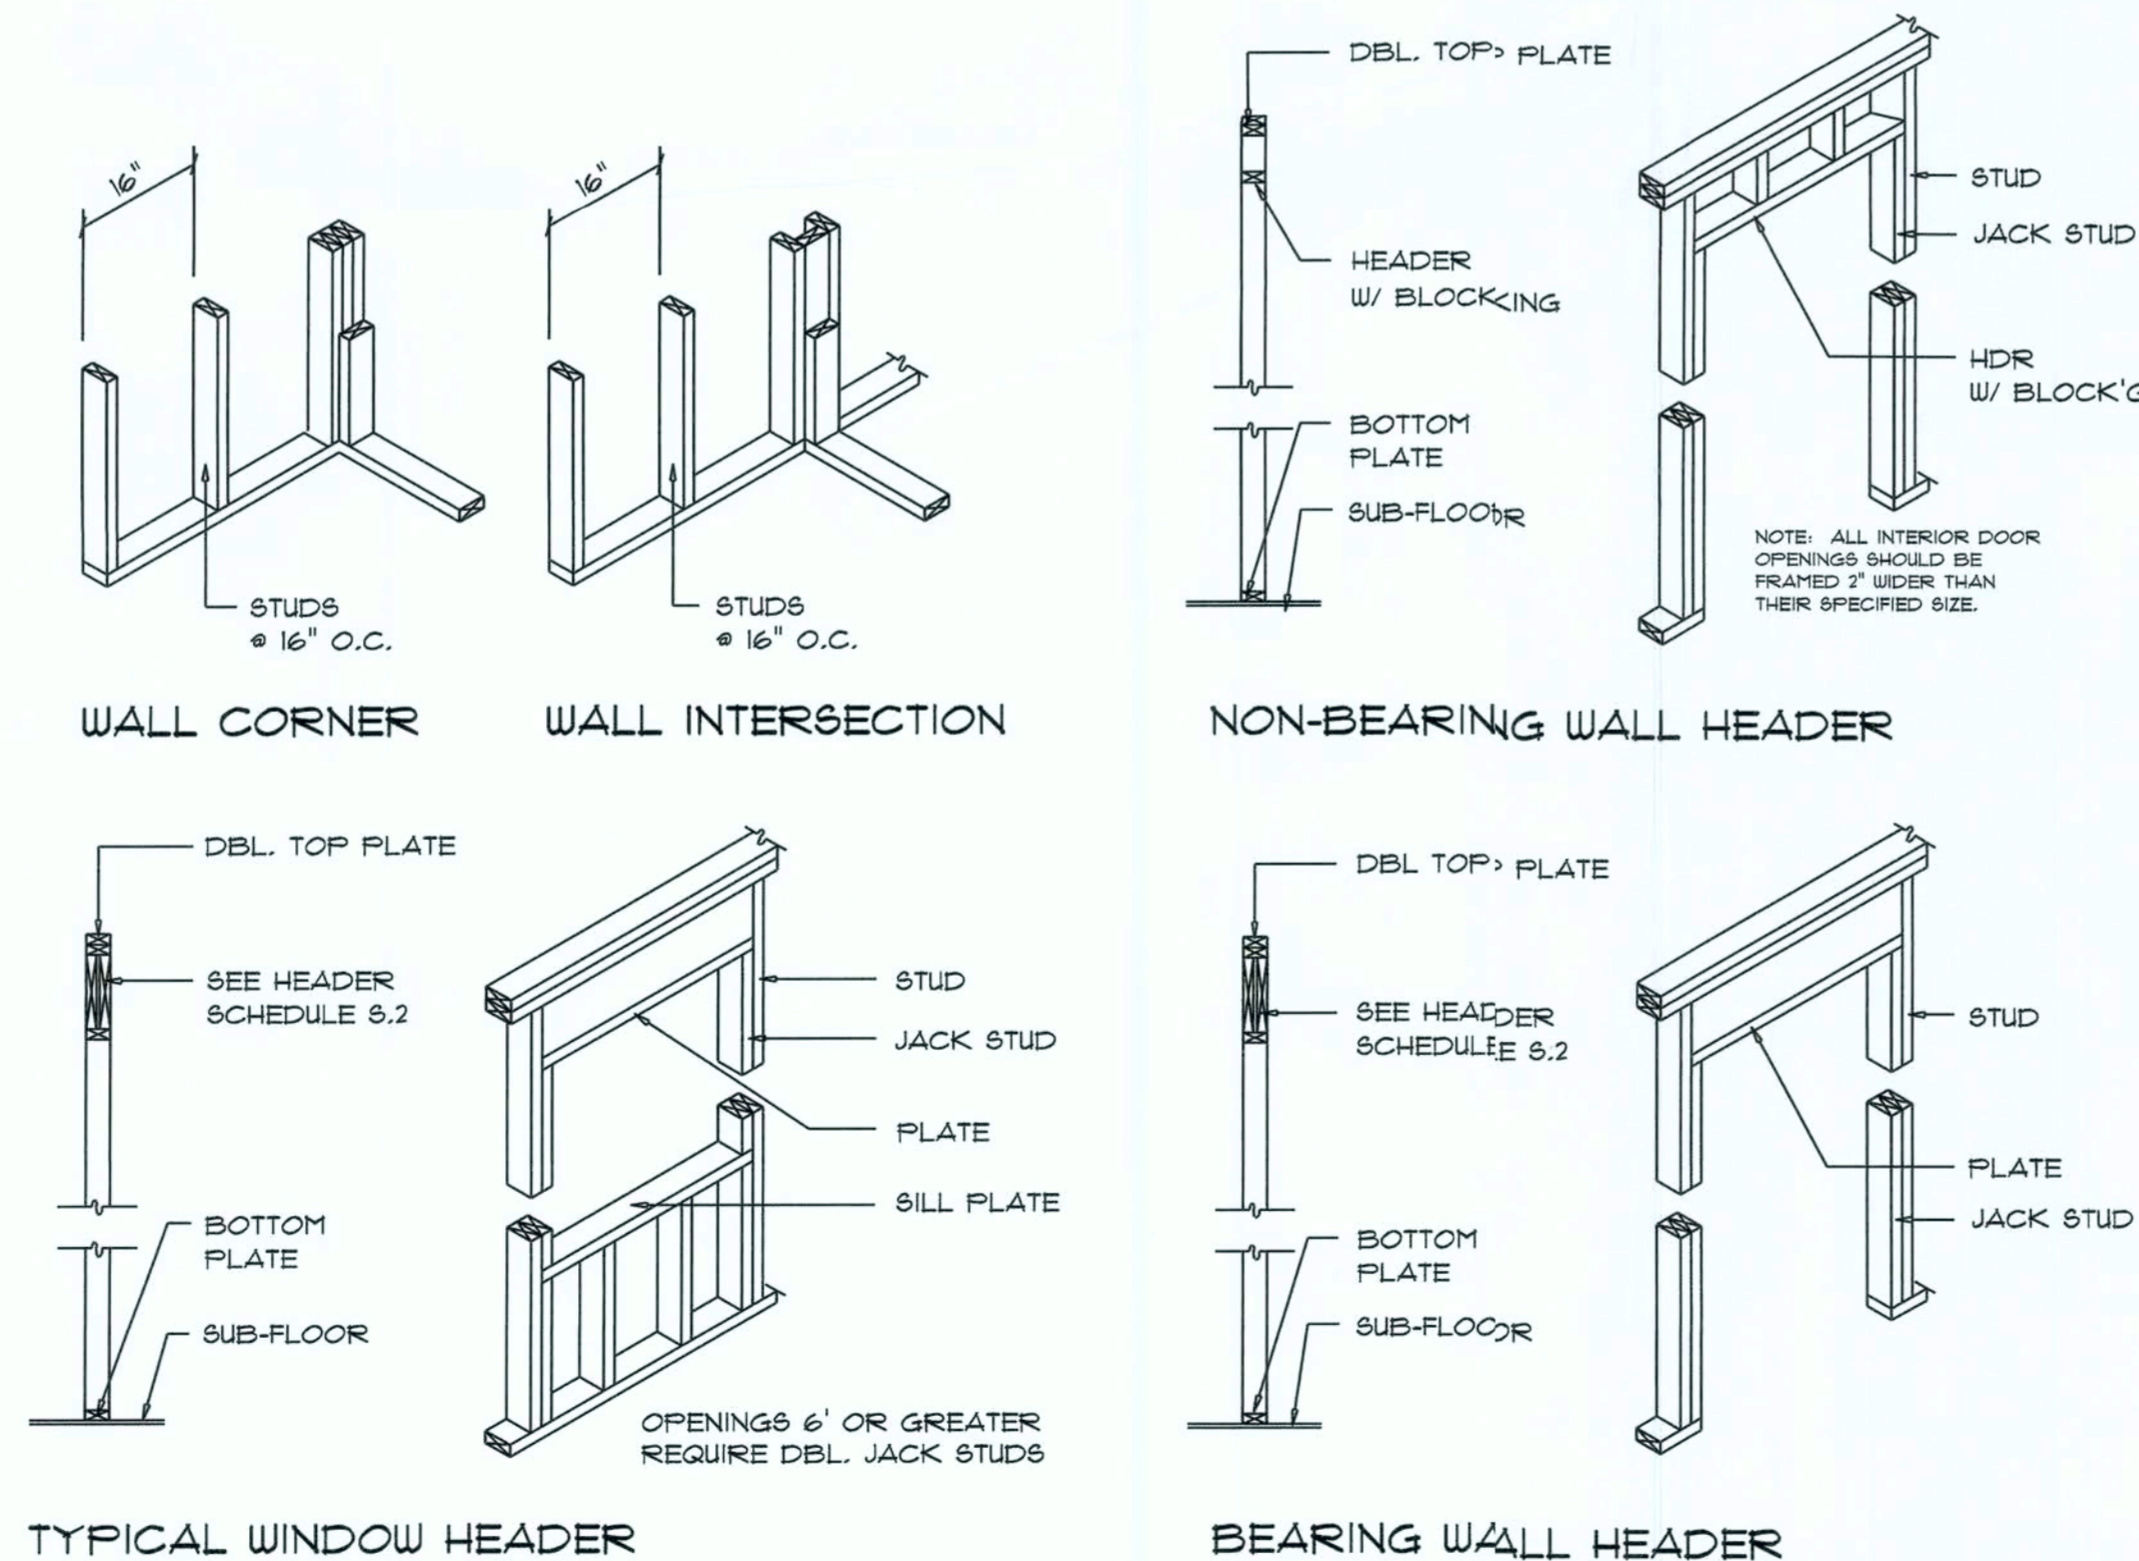 16"
STUDS
@ 16" O.C.
WALL CORNER
16"
STUDS
@ 16" O.C.
WALL INTERSECTION
DBL. TOP PLATE
HEADER
W/ BLOCKING
BOTTOM
PLATE
SUB-FLOOR
STUD
JACK STUD
HDR
W/ BLOCK'G
NOTE: ALL INTERIOR DOOR
OPENINGS SHOULD BE
FRAMED 2" WIDER THAN
THEIR SPECIFIED SIZE.
NON-BEARING WALL HEADER
DBL. TOP PLATE
SEE HEADER
SCHEDULE S.2
BOTTOM
PLATE
SUB-FLOOR
STUD
JACK STUD
PLATE
SILL PLATE
OPENINGS 6' OR GREATER
REQUIRE DBL. JACK STUDS
TYPICAL WINDOW HEADER
DBL TOP PLATE
SEE HEADER
SCHEDULE S.2
BOTTOM
PLATE
SUB-FLOOR
STUD
PLATE
JACK STUD
BEARING WALL HEADER